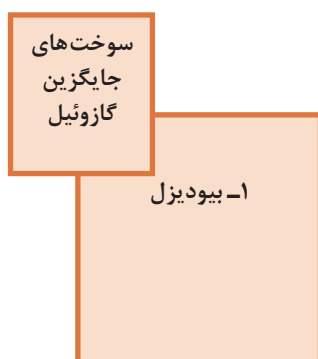 سوخت‌های
جایگزین
گازوئیل
۱ـ بیودیزل